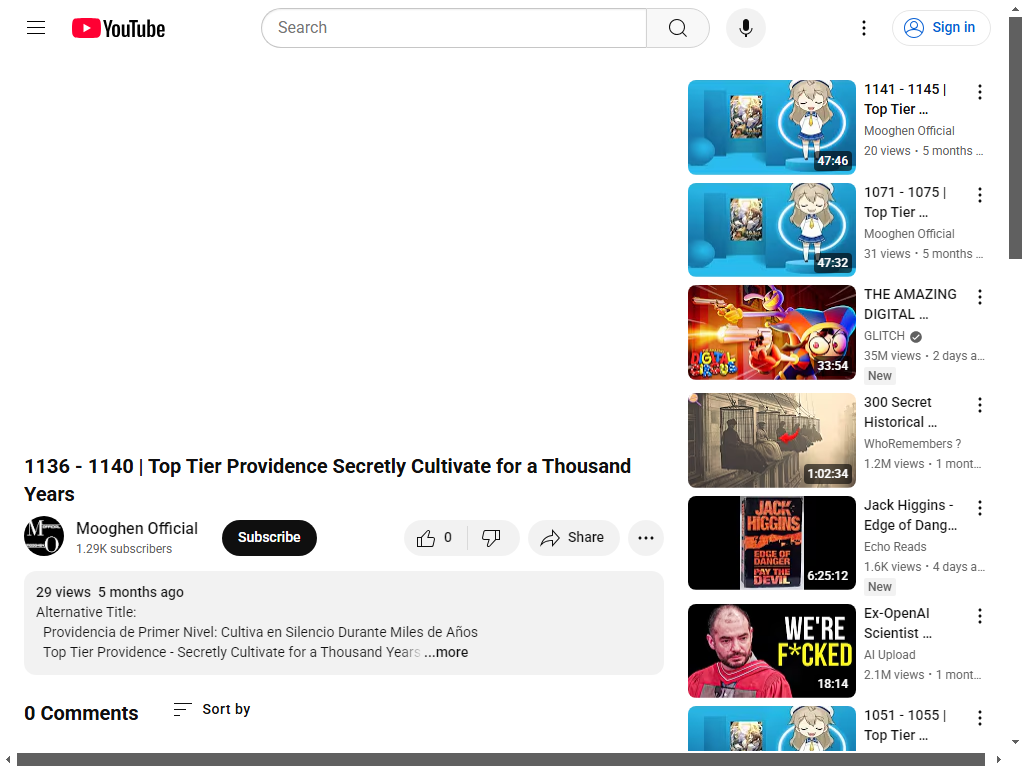 YouTube
Search
Sign in
1136 - 1140 | Top Tier Providence Secretly Cultivate for a Thousand
Years
Mooghen Official
1.29K subscribers
Subscribe
0
Share
29 views 5 months ago
Alternative Title:
Providencia de Primer Nivel: Cultiva en Silencio Durante Miles de Años
Top Tier Providence - Secretly Cultivate for a Thousand Years ...more
0 Comments
Sort by
47:46
1141 - 1145 |
Top Tier ...
Mooghen Official
20 views • 5 months ...
47:32
1071 - 1075 |
Top Tier ...
Mooghen Official
31 views • 5 months ...
DIGITAL
CIRCUS
33:54
THE AMAZING
DIGITAL ...
GLITCH
35M views • 2 days a...
New
1:02:34
300 Secret
Historical ...
WhoRemembers ?
1.2M views • 1 mont...
JACK
HIGGINS
EDGE OF
DANGER
PAY THE
DEVIL
6:25:12
Jack Higgins -
Edge of Dang...
Echo Reads
1.6K views • 4 days a...
New
WE'RE
F*CKED
18:14
Ex-OpenAI
Scientist ...
AI Upload
2.1M views • 1 mont...
1051 - 1055 |
Top Tier ...